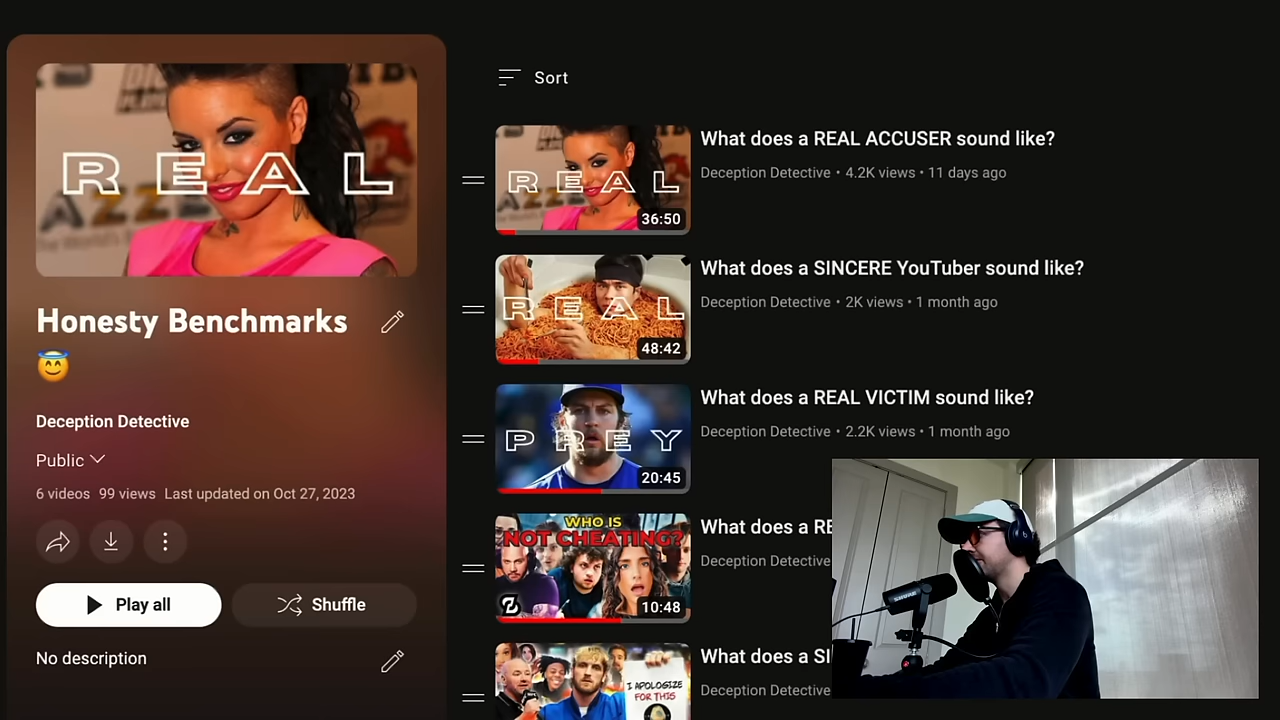 R E A L
Honesty Benchmarks
😇
Deception Detective
Public
6 videos 99 views Last updated on Oct 27, 2023
Play all
Shuffle
No description
Sort
R E A L
36:50
What does a REAL ACCUSER sound like?
Deception Detective • 4.2K views • 11 days ago
R E A L
48:42
What does a SINCERE YouTuber sound like?
Deception Detective • 2K views • 1 month ago
P R E Y
20:45
What does a REAL VICTIM sound like?
Deception Detective • 2.2K views • 1 month ago
WHO IS
NOT CHEATING?
10:48
What does a RE
Deception Detective
I APOLOGIZE
FOR THIS
What does a SI
Deception Detective
SHURE